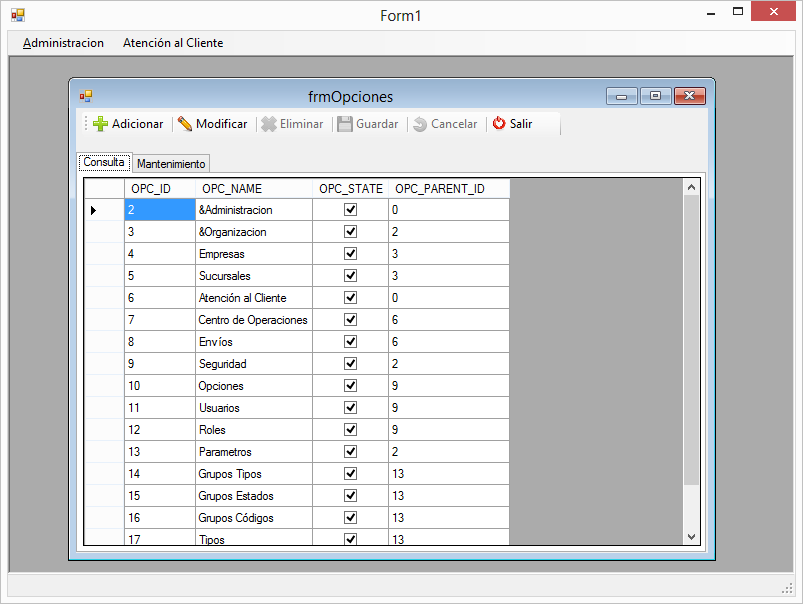 Form1
Administracion Atención al Cliente
frmOpciones
Adicionar Modificar Eliminar Guardar Cancelar Salir
Consulta Mantenimiento
OPC_ID OPC_NAME OPC_STATE OPC_PARENT_ID
2 &Administracion 0
3 &Organizacion 2
4 Empresas 3
5 Sucursales 3
6 Atención al Cliente 0
7 Centro de Operaciones 6
8 Envíos 6
9 Seguridad 2
10 Opciones 9
11 Usuarios 9
12 Roles 9
13 Parametros 2
14 Grupos Tipos 13
15 Grupos Estados 13
16 Grupos Códigos 13
17 Tipos 13